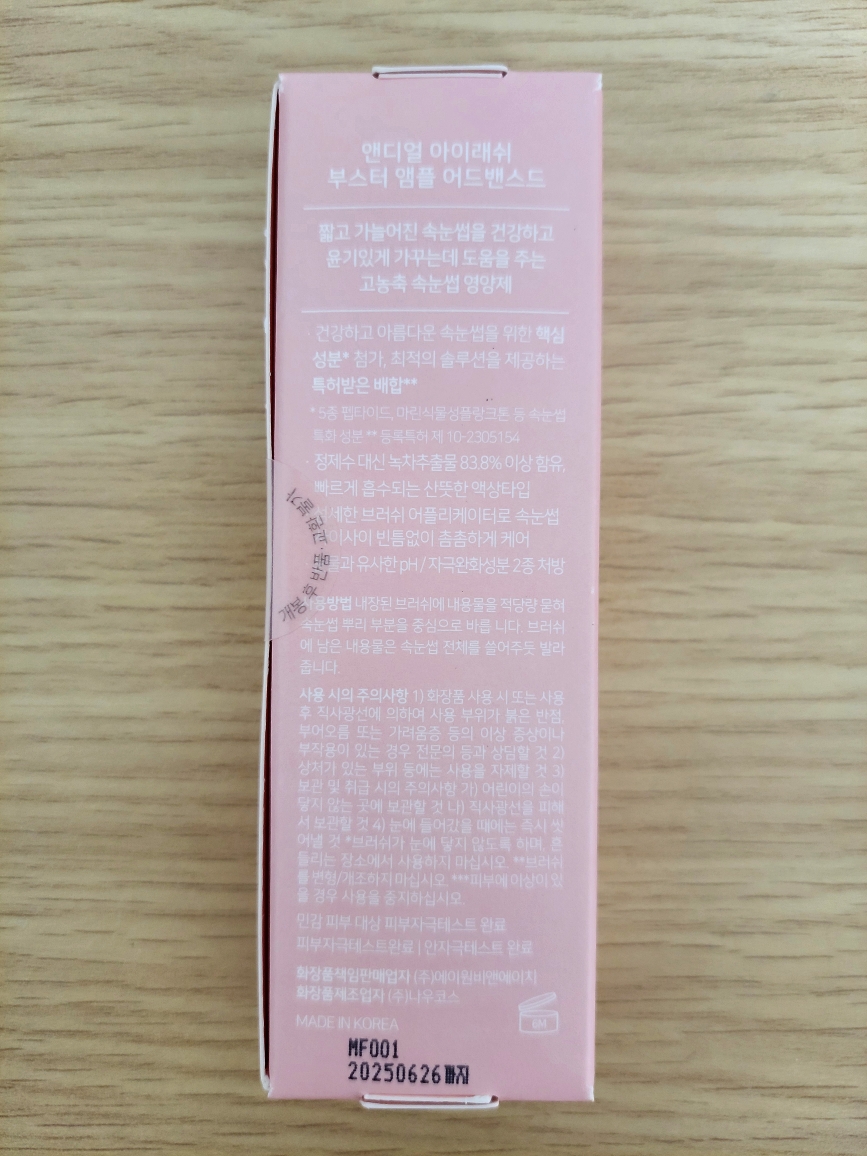 앤디얼 아이래쉬
부스터 앰플 어드밴스드
짧고 가늘어진 속눈썹을 건강하고
윤기있게 가꾸는데 도움을 주는
고농축 속눈썹 영양제
· 건강하고 아름다운 속눈썹을 위한 핵심
성분* 첨가, 최적의 솔루션을 제공하는
특허받은 배합**
* 5종 펩타이드, 마린식물성플랑크톤 등 속눈썹
특화 성분 ** 등록특허 제 10-2305154
· 정제수 대신 녹차추출물 83.8% 이상 함유,
빠르게 흡수되는 산뜻한 액상타입
세한 브러쉬 어플리케이터로 속눈썹
이사이 빈틈없이 촘촘하게 케어
과 유사한 pH / 자극완화성분 2종 처방
개봉 후 반품·교환 불가
사용방법 내장된 브러쉬에 내용물을 적당량 묻혀
속눈썹 뿌리 부분을 중심으로 바릅 니다. 브러쉬
에 남은 내용물은 속눈썹 전체를 쓸어주듯 발라
줍니다.
사용 시의 주의사항 1) 화장품 사용 시 또는 사용
후 직사광선에 의하여 사용 부위가 붉은 반점,
부어오름 또는 가려움증 등의 이상 증상이나
부작용이 있는 경우 전문의 등과 상담할 것 2)
상처가 있는 부위 등에는 사용을 자제할 것 3)
보관 및 취급 시의 주의사항 가) 어린이의 손이
닿지 않는 곳에 보관할 것 나) 직사광선을 피해
서 보관할 것 4) 눈에 들어갔을 때에는 즉시 씻
어낼 것 *브러쉬가 눈에 닿지 않도록 하며, 흔
들리는 장소에서 사용하지 마십시오. **브러쉬
를 변형/개조하지 마십시오. ***피부에 이상이 있
을 경우 사용을 중지하십시오.
민감 피부 대상 피부자극테스트 완료
피부자극테스트완료 | 안자극테스트 완료
화장품책임판매업자 (주)에이원비앤에이치
화장품제조업자 (주)나우코스
MADE IN KOREA
6M
MF001
20250626까지